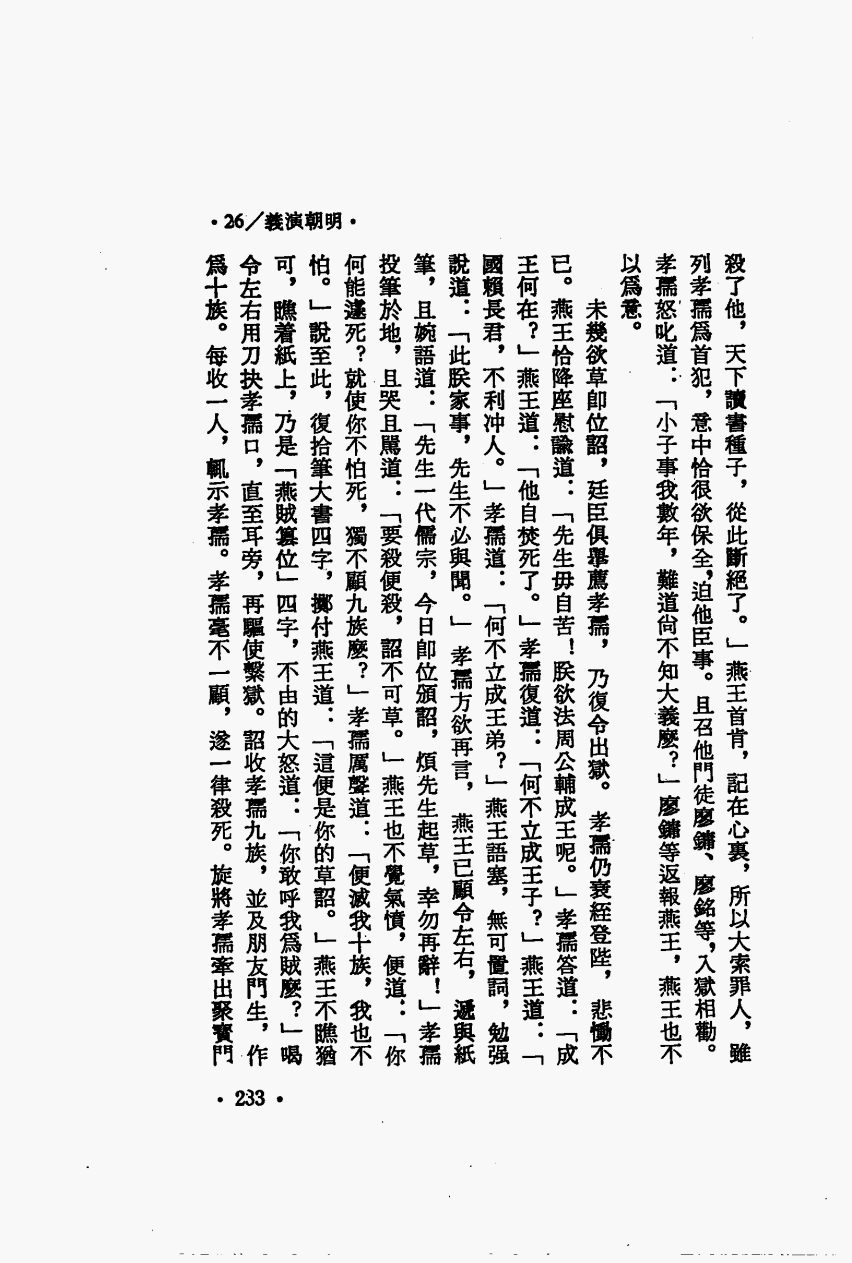 ·26／義演朝明·
殺了他，天下讀書種子，從此斷絕了。」燕王首肯，記在心裏，所以大索罪人，雖
列孝孺爲首犯，意中恰很欲保全，迫他臣事。且召他門徒廖鏞、廖銘等，入獄相勸。
孝孺怒叱道：「小子事我數年，難道尙不知大義麽？」廖鏞等返報燕王，燕王也不
以爲意。
未幾欲草卽位詔，廷臣俱舉薦孝孺，乃復令出獄。孝孺仍衰絰登陛，悲慟不
已。燕王恰降座慰諭道：「先生毋自苦！朕欲法周公輔成王呢。」孝孺答道：「成
王何在？」燕王道：「他自焚死了。」孝孺復道：「何不立成王子？」燕王道：「
國賴長君，不利冲人。」孝孺道：「何不立成王弟？」燕王語塞，無可置詞，勉强
說道：「此朕家事，先生不必與聞。」孝孺方欲再言，燕王已顧令左右，遞與紙
筆，且婉語道：「先生一代儒宗，今日卽位頒詔，煩先生起草，幸勿再辭！」孝孺
投筆於地，且哭且罵道：「要殺便殺，詔不可草。」燕王也不覺氣憤，便道：「你
何能遽死？就使你不怕死，獨不顧九族麽？」孝孺厲聲道：「便滅我十族，我也不
怕。」說至此，復拾筆大書四字，擲付燕王道：「這便是你的草詔。」燕王不瞧猶
可，瞧着紙上，乃是「燕賊篡位」四字，不由的大怒道：「你敢呼我爲賊麽？」喝
令左右用刀抉孝孺口，直至耳旁，再驅使繫獄。詔收孝孺九族，並及朋友門生，作
爲十族。每收一人，輒示孝孺。孝孺毫不一顧，遂一律殺死。旋將孝孺牽出聚寳門
·233·